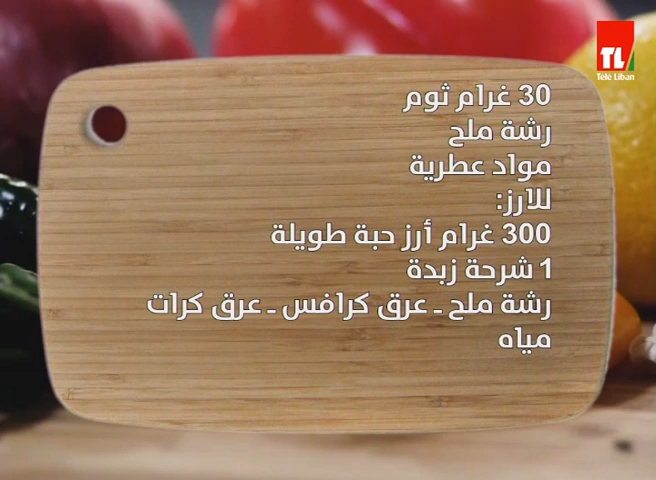 TL
Télé Liban
30 غرام ثوم
رشة ملح
مواد عطرية
للارز:
300 غرام أرز حبة طويلة
1 شرحة زبدة
رشة ملح ـ عرق كرافس ـ عرق كرات
مياه